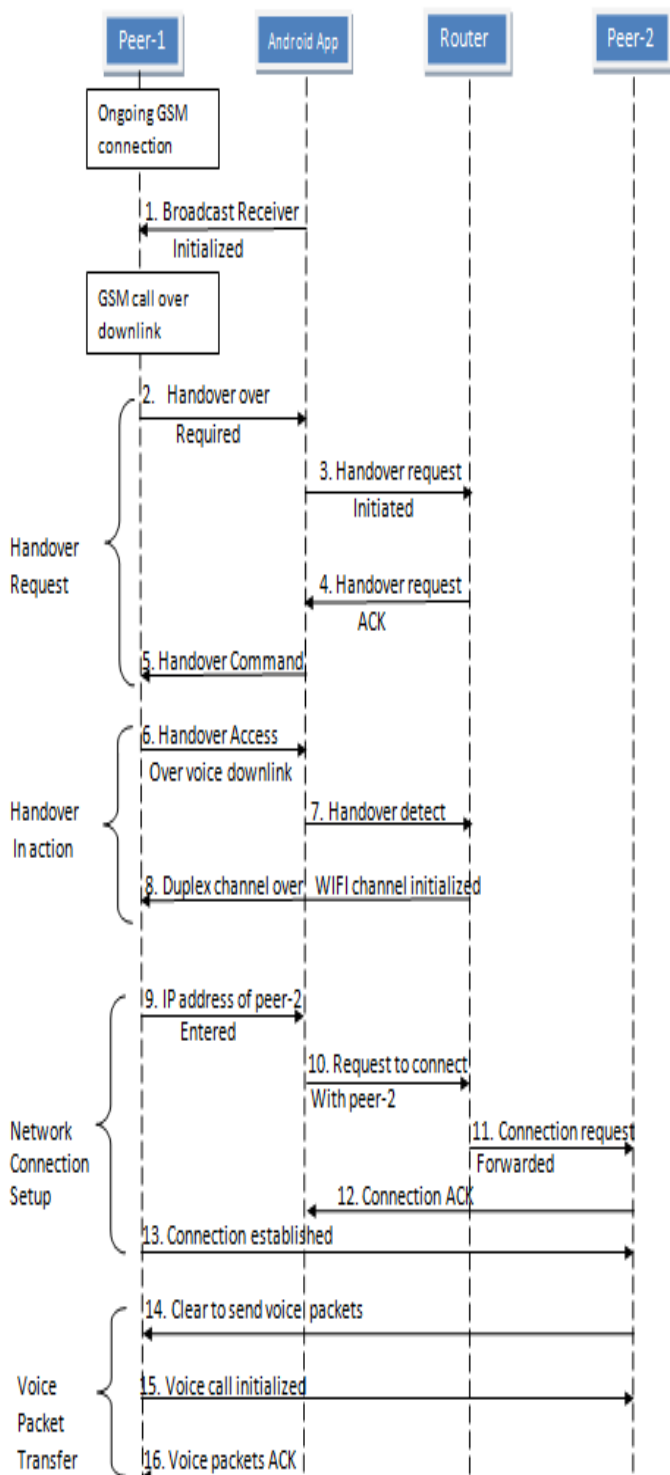 Peer-1
Android App
Router
Peer-2
Ongoing GSM
connection
1. Broadcast Receiver
Initialized
GSM call over
downlink
2. Handover over
Required
3. Handover request
Initiated
Handover
Request
4. Handover request
ACK
5. Handover Command
6. Handover Access
Over voice downlink
Handover
In action
7. Handover detect
8. Duplex channel over WIFI channel initialized
9. IP address of peer-2
Entered
10. Request to connect
With peer-2
Network
Connection
Setup
11. Connection request
Forwarded
12. Connection ACK
13. Connection established
14. Clear to send voice packets
Voice
Packet
Transfer
15. Voice call initialized
16. Voice packets ACK